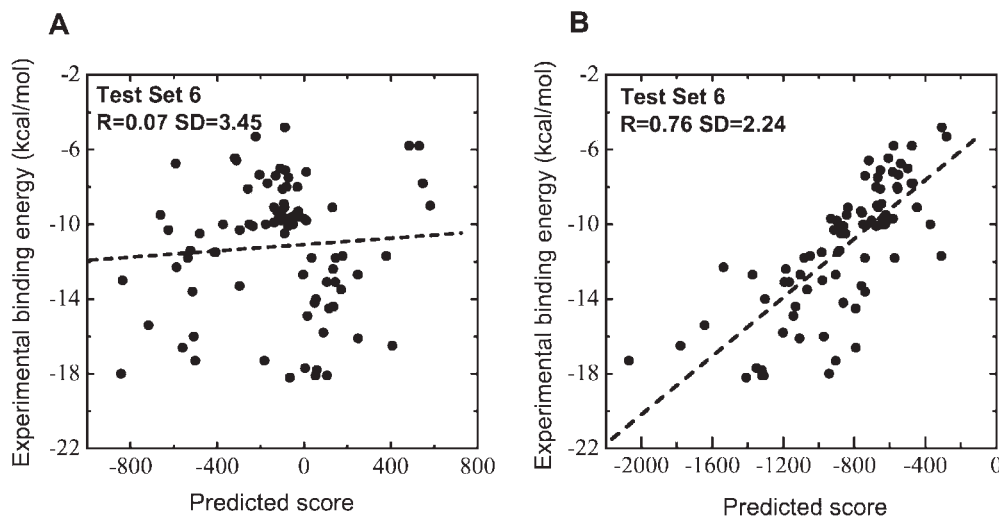 A
Experimental binding energy (kcal/mol)
-2
-6
-10
-14
-18
-22
Test Set 6
R=0.07 SD=3.45
-800 -400 0 400 800
Predicted score
B
Experimental binding energy (kcal/mol)
-2
-6
-10
-14
-18
-22
Test Set 6
R=0.76 SD=2.24
-2000 -1600 -1200 -800 -400 0
Predicted score